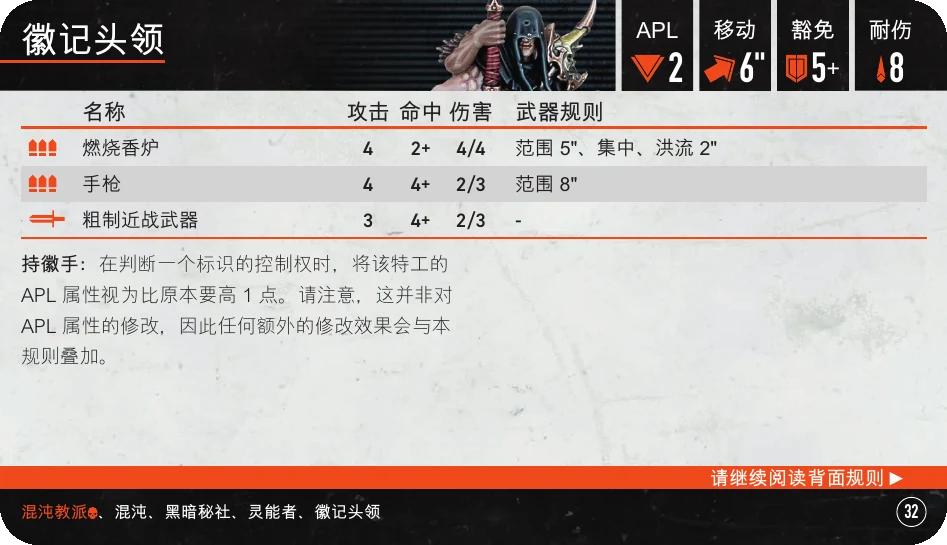 徽记头领
APL 移动 豁免 耐伤
2 6" 5+ 8
名称 攻击 命中 伤害 武器规则
燃烧香炉 4 2+ 4/4 范围 5"、集中、洪流 2"
手枪 4 4+ 2/3 范围 8"
粗制近战武器 3 4+ 2/3 -
持徽手：在判断一个标识的控制权时，将该特工的
APL 属性视为比原本要高 1 点。请注意，这并非对
APL 属性的修改，因此任何额外的修改效果会与本
规则叠加。
请继续阅读背面规则▶
混沌教派、混沌、黑暗秘社、灵能者、徽记头领
32